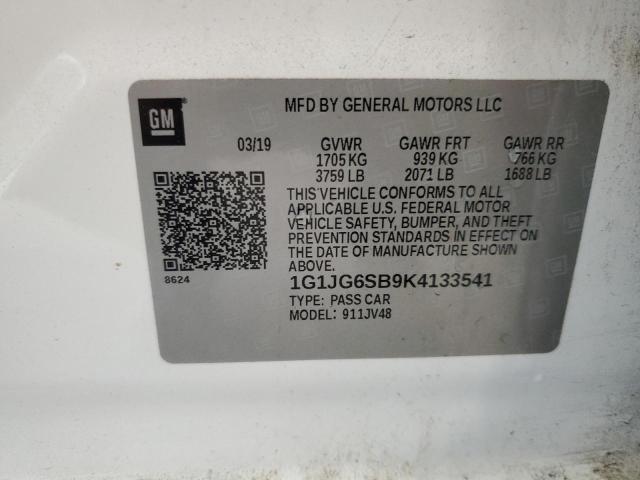 GM
MFD BY GENERAL MOTORS LLC
03/19 GVWR GAWR FRT GAWR RR
1705 KG 939 KG 766 KG
3759 LB 2071 LB 1688 LB
THIS VEHICLE CONFORMS TO ALL
APPLICABLE U.S. FEDERAL MOTOR
VEHICLE SAFETY, BUMPER, AND THEFT
PREVENTION STANDARDS IN EFFECT ON
THE DATE OF MANUFACTURE SHOWN
ABOVE.
8624
1G1JG6SB9K4133541
TYPE: PASS CAR
MODEL: 911JV48